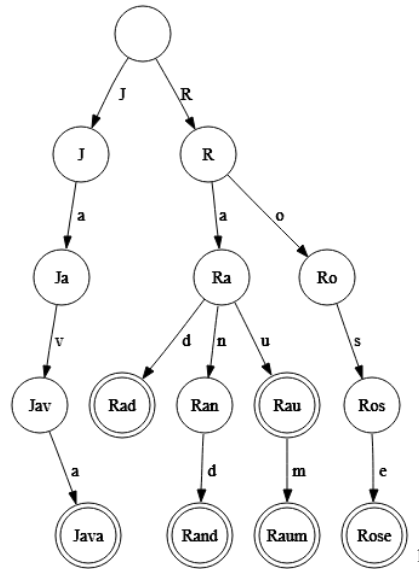 J R
J R
a a o
Ja Ra Ro
v d n u s
Jav Rad Ran Rau Ros
a d m e
Java Rand Raum Rose